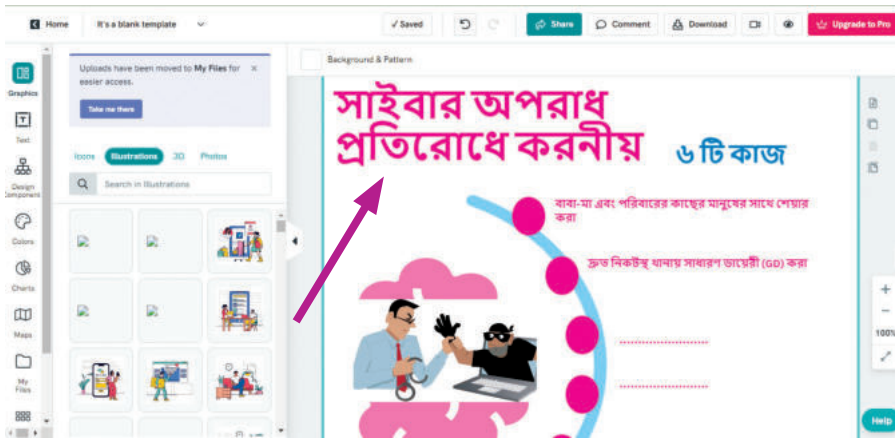 Home
It's a blank template
✓ Saved
Share
Comment
Download
Upgrade to Pro
Graphics
Text
Design
Component
Colors
Charts
Maps
My
Files
Uploads have been moved to My Files for
easier access.
Take me there
Icons
Illustrations
3D
Photos
Search in Illustrations
Background & Pattern
সাইবার অপরাধ
প্রতিরোধে করনীয়
৬ টি কাজ
বাবা-মা এবং পরিবারের কাছের মানুষের সাথে শেয়ার
করা
দ্রুত নিকটস্থ থানায় সাধারণ ডায়েরী (GD) করা
........................
........................
100%
Help